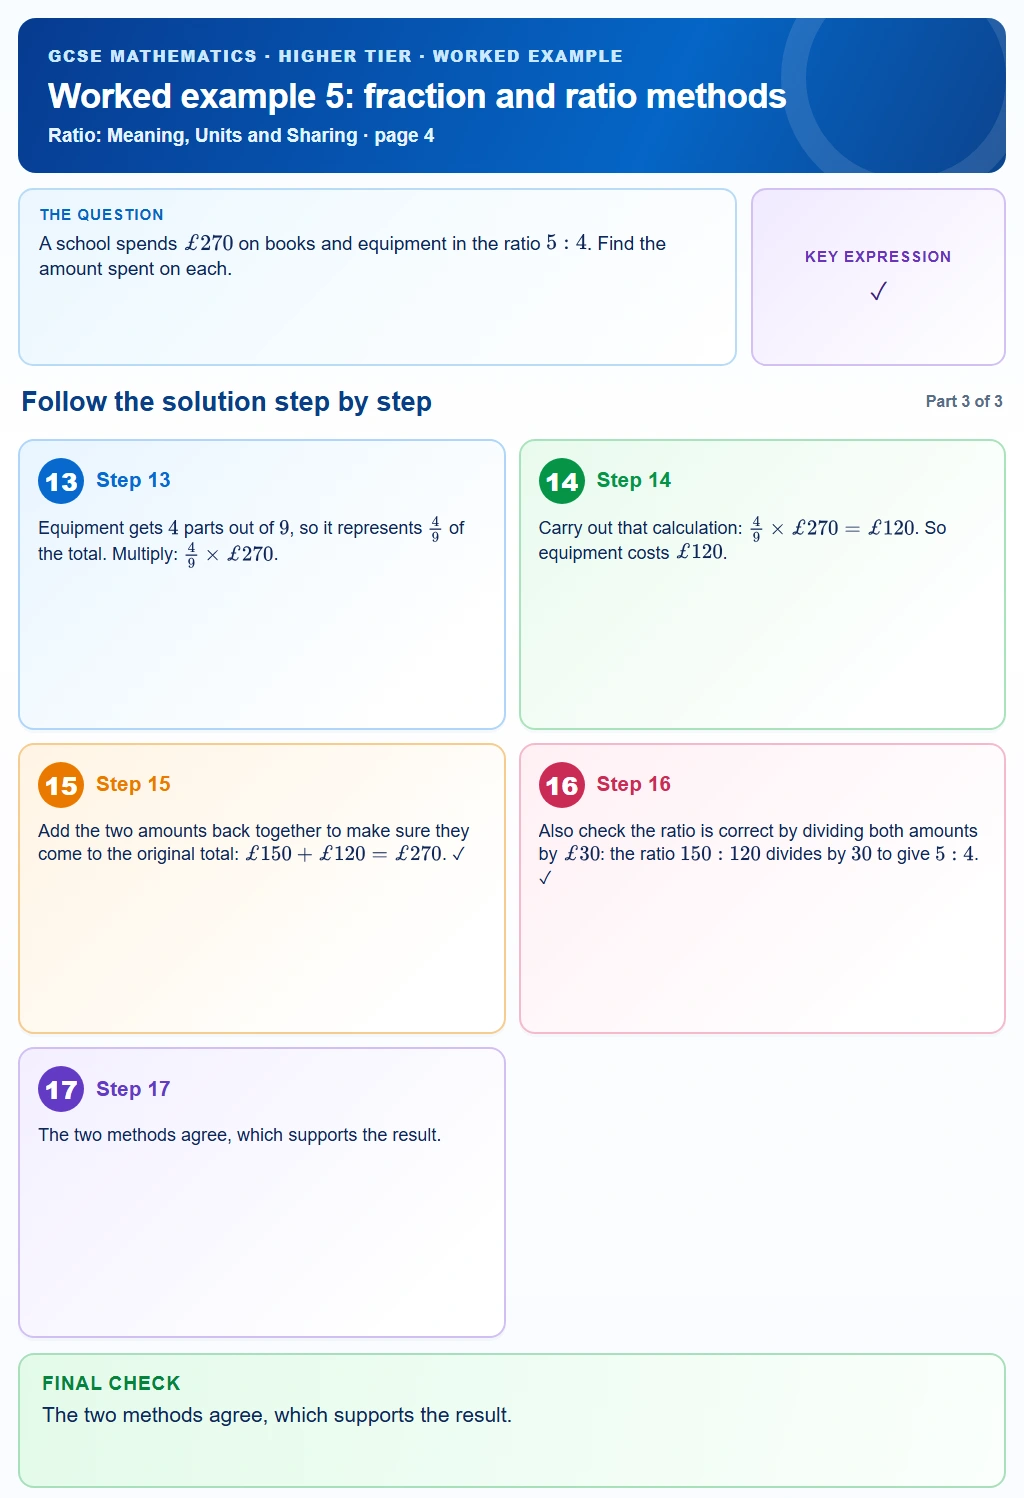 GCSE MATHEMATICS · HIGHER TIER · WORKED EXAMPLE
Worked example 5: fraction and ratio methods
Ratio: Meaning, Units and Sharing · page 4
THE QUESTION
A school spends £270 on books and equipment in the ratio 5 : 4. Find the
amount spent on each.
KEY EXPRESSION
✓
Follow the solution step by step
Part 3 of 3
13 Step 13
Equipment gets 4 parts out of 9, so it represents 4/9 of
the total. Multiply: 4/9 × £270.
14 Step 14
Carry out that calculation: 4/9 × £270 = £120. So
equipment costs £120.
15 Step 15
Add the two amounts back together to make sure they
come to the original total: £150 + £120 = £270. ✓
16 Step 16
Also check the ratio is correct by dividing both amounts
by £30: the ratio 150 : 120 divides by 30 to give 5 : 4.
✓
17 Step 17
The two methods agree, which supports the result.
FINAL CHECK
The two methods agree, which supports the result.